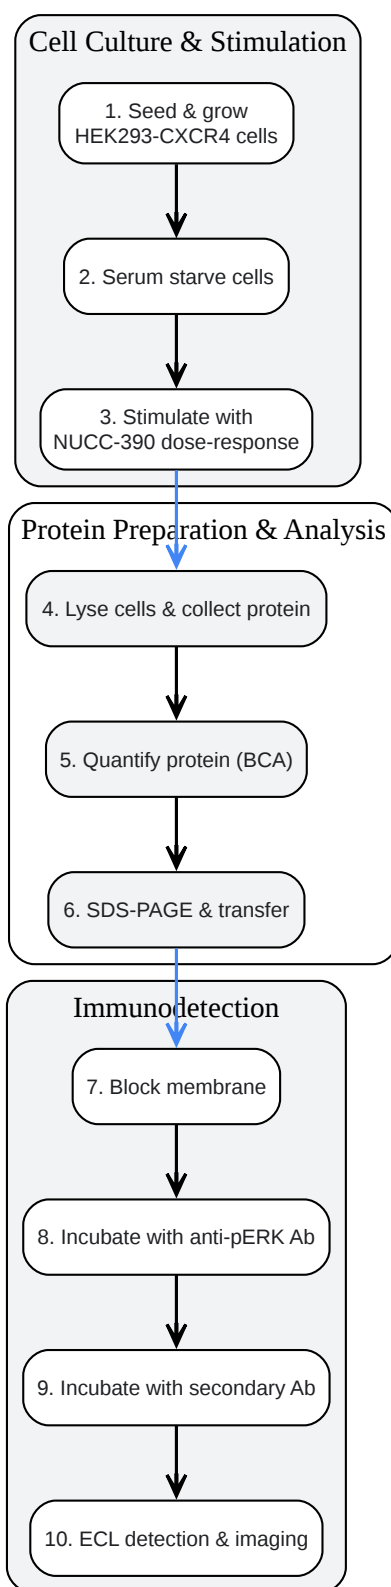 Cell Culture & Stimulation
1. Seed & grow
HEK293-CXCR4 cells
2. Serum starve cells
3. Stimulate with
NUCC-390 dose-response
Protein Preparation & Analysis
4. Lyse cells & collect protein
5. Quantify protein (BCA)
6. SDS-PAGE & transfer
Immunodetection
7. Block membrane
8. Incubate with anti-pERK Ab
9. Incubate with secondary Ab
10. ECL detection & imaging